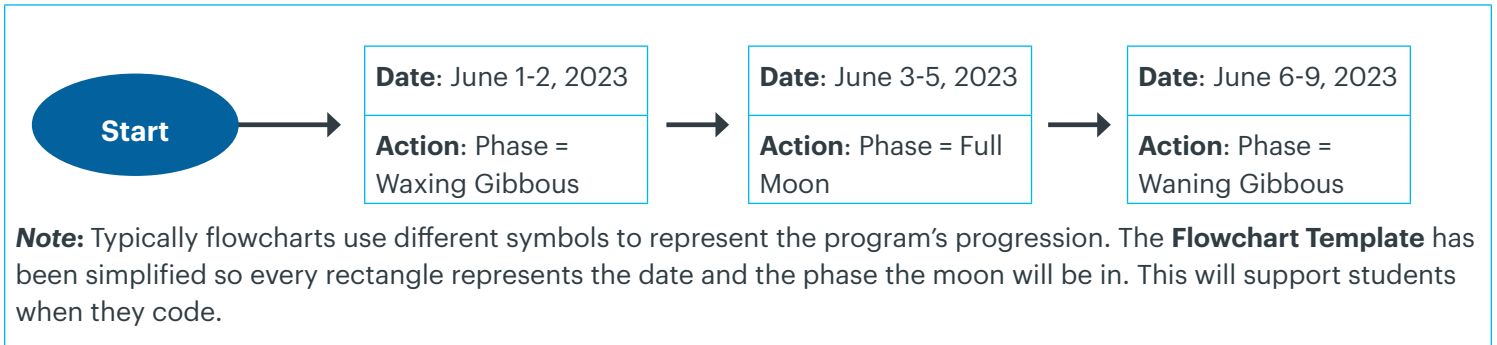 Start
Date: June 1-2, 2023
Action: Phase =
Waxing Gibbous
Date: June 3-5, 2023
Action: Phase = Full
Moon
Date: June 6-9, 2023
Action: Phase =
Waning Gibbous
Note: Typically flowcharts use different symbols to represent the program’s progression. The Flowchart Template has
been simplified so every rectangle represents the date and the phase the moon will be in. This will support students
when they code.